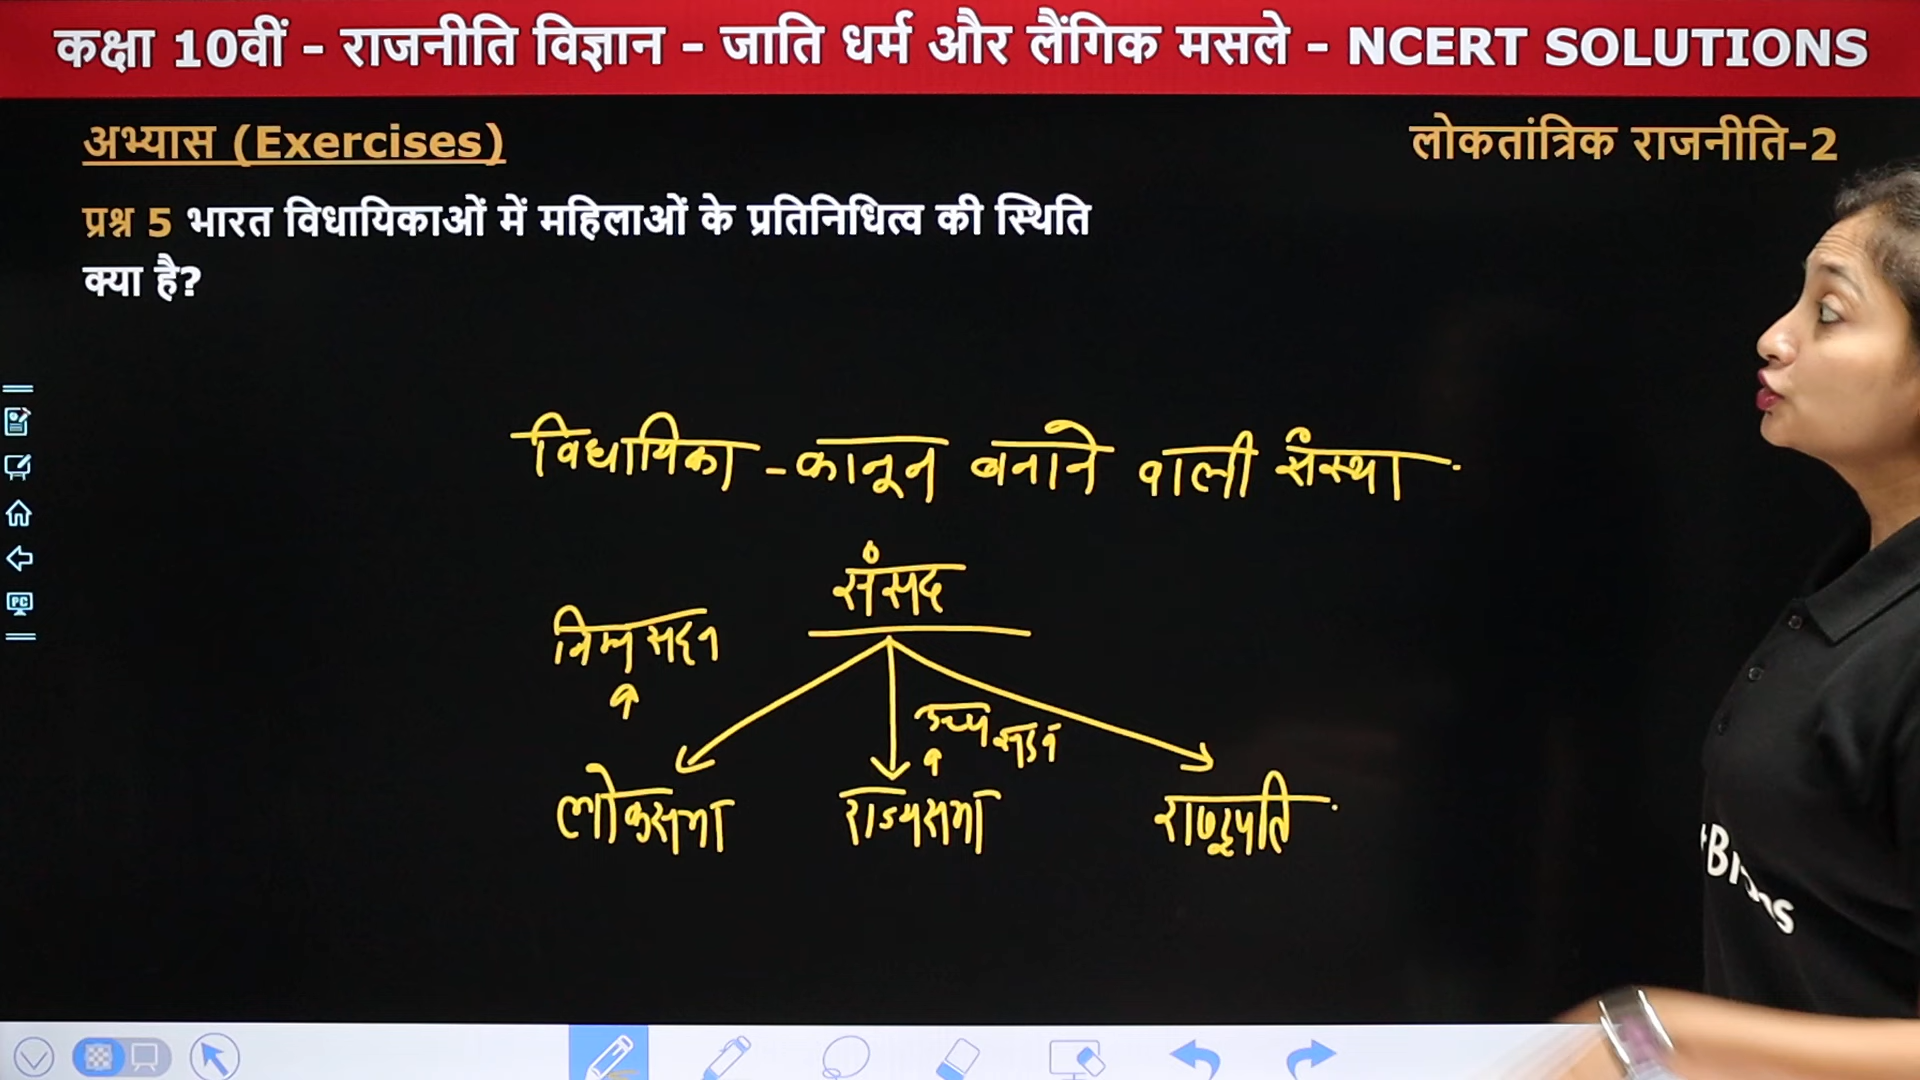 कक्षा 10वीं - राजनीति विज्ञान - जाति धर्म और लैंगिक मसले - NCERT SOLUTIONS
अभ्यास (Exercises)
लोकतांत्रिक राजनीति-2
प्रश्न 5 भारत विधायिकाओं में महिलाओं के प्रतिनिधित्व की स्थिति
क्या है?
विधायिका - कानून बनाने वाली संस्था
संसद
निम्न सदन
उच्च सदन
लोकसभा राज्यसभा राष्ट्रपति
PC